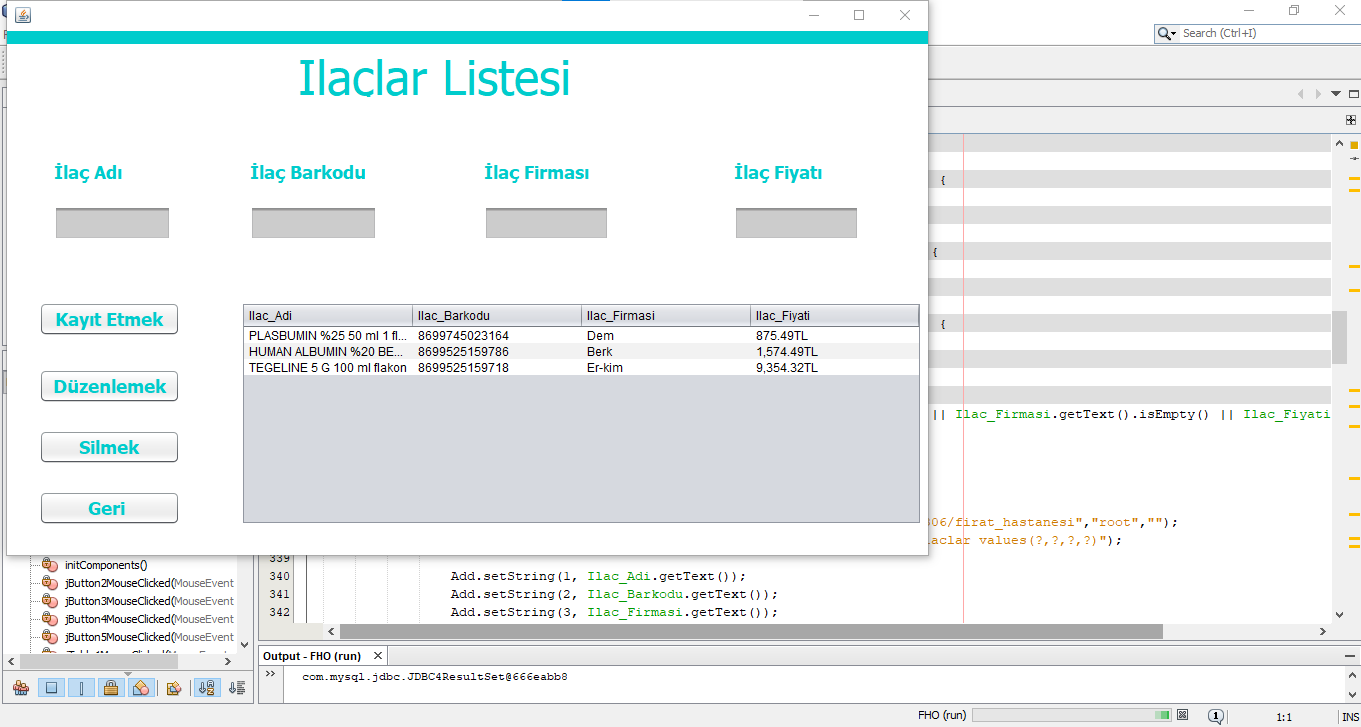 Search (Ctrl+I)
Ilaçlar Listesi
İlaç Adı İlaç Barkodu İlaç Firması İlaç Fiyatı
Kayıt Etmek
Düzenlemek
Silmek
Geri
Ilac_Adi Ilac_Barkodu Ilac_Firmasi Ilac_Fiyati
PLASBUMIN %25 50 ml 1 fl... 8699745023164 Dem 875.49TL
HUMAN ALBUMIN %20 BE... 8699525159786 Berk 1,574.49TL
TEGELINE 5 G 100 ml flakon 8699525159718 Er-kim 9,354.32TL
{
{
{
|| Ilac_Firmasi.getText().isEmpty() || Ilac_Fiyati
06/firat_hastanesi","root","");
aclar values(?,?,?,?)");
339
340 Add.setString(1, Ilac_Adi.getText());
341 Add.setString(2, Ilac_Barkodu.getText());
342 Add.setString(3, Ilac_Firmasi.getText());
initComponents()
jButton2MouseClicked(MouseEvent
jButton3MouseClicked(MouseEvent
jButton4MouseClicked(MouseEvent
jButton5MouseClicked(MouseEvent
Output - FHO (run)
com.mysql.jdbc.JDBC4ResultSet@666eabb8
FHO (run) 1 1:1 INS